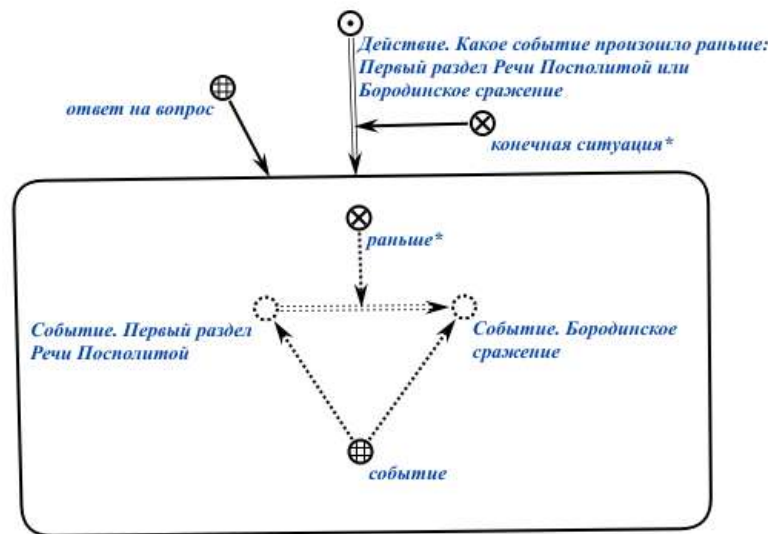 Действие. Какое событие произошло раньше:
Первый раздел Речи Посполитой или
Бородинское сражение
ответ на вопрос
конечная ситуация*
раньше*
Событие. Первый раздел
Речи Посполитой
Событие. Бородинское
сражение
событие